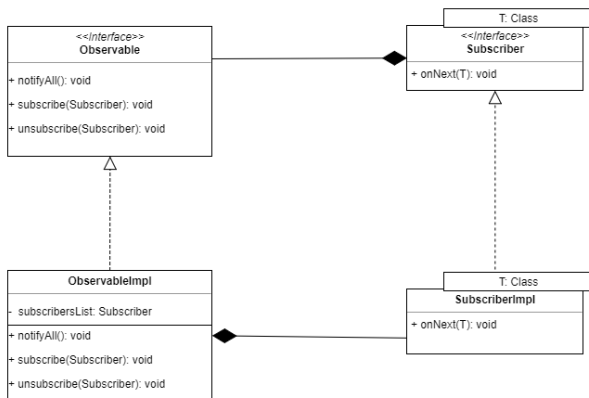 <<Interface>>
Observable
+ notifyAll(): void
+ subscribe(Subscriber): void
+ unsubscribe(Subscriber): void
T: Class
<<Interface>>
Subscriber
+ onNext(T): void
ObservableImpl
- subscribersList: Subscriber
+ notifyAll(): void
+ subscribe(Subscriber): void
+ unsubscribe(Subscriber): void
T: Class
SubscriberImpl
+ onNext(T): void